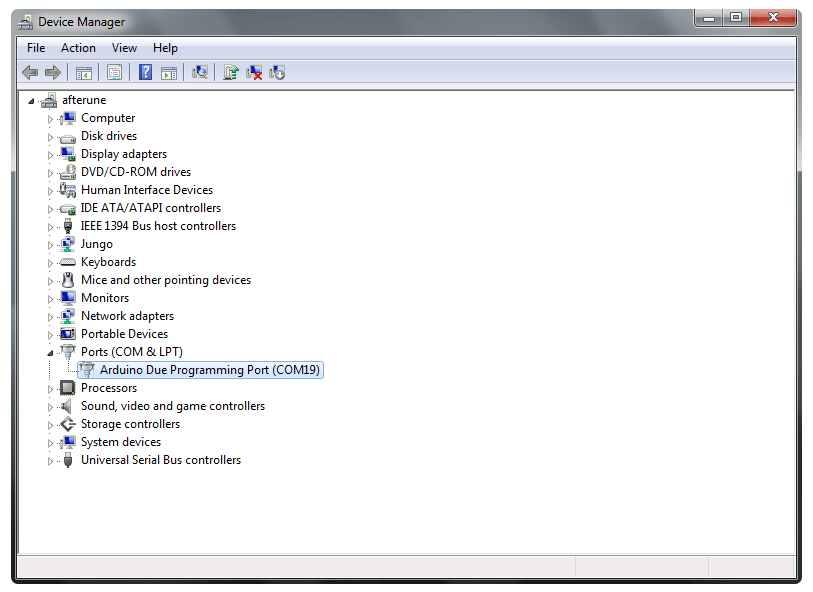 Device Manager
File Action View Help
afterune
Computer
Disk drives
Display adapters
DVD/CD-ROM drives
Human Interface Devices
IDE ATA/ATAPI controllers
IEEE 1394 Bus host controllers
Jungo
Keyboards
Mice and other pointing devices
Monitors
Network adapters
Portable Devices
Ports (COM & LPT)
Arduino Due Programming Port (COM19)
Processors
Sound, video and game controllers
Storage controllers
System devices
Universal Serial Bus controllers